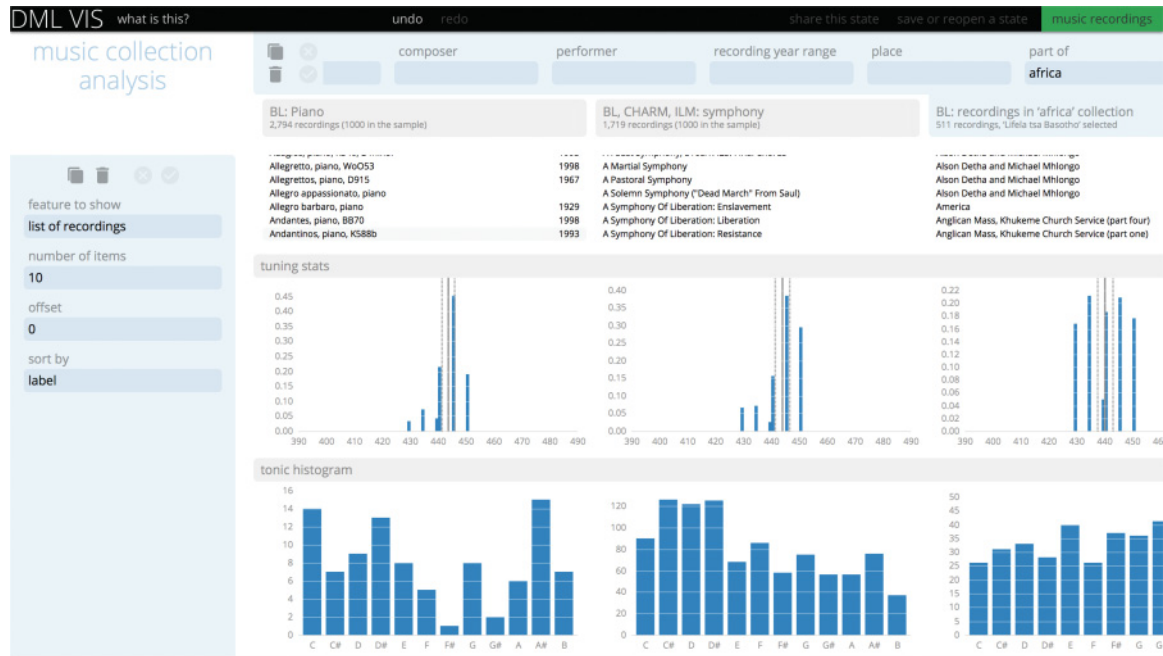 DML VIS what is this? undo redo share this state save or reopen a state music recordings
music collection
analysis
composer performer recording year range place part of
africa
BL: Piano
2,794 recordings (1000 in the sample)
BL, CHARM, ILM: symphony
1,719 recordings (1000 in the sample)
BL: recordings in 'africa' collection
511 recordings, 'Lifela tsa Basotho' selected
feature to show
list of recordings
number of items
10
offset
0
sort by
label
Allegretto, piano, WoO53 1998
Allegrettos, piano, D915 1967
Allegro appassionato, piano
Allegro barbaro, piano 1929
Andantes, piano, BB70 1998
Andantinos, piano, K588b 1993
A Martial Symphony
A Pastoral Symphony
A Solemn Symphony ("Dead March" From Saul)
A Symphony Of Liberation: Enslavement
A Symphony Of Liberation: Liberation
A Symphony Of Liberation: Resistance
Alson Detha and Michael Mhlongo
Alson Detha and Michael Mhlongo
Alson Detha and Michael Mhlongo
America
Anglican Mass, Khukeme Church Service (part four)
Anglican Mass, Khukeme Church Service (part one)
tuning stats
0.45
0.40
0.35
0.30
0.25
0.20
0.15
0.10
0.05
0.00
390 400 410 420 430 440 450 460 470 480 490
0.40
0.35
0.30
0.25
0.20
0.15
0.10
0.05
0.00
390 400 410 420 430 440 450 460 470 480 490
0.22
0.20
0.18
0.16
0.14
0.12
0.10
0.08
0.06
0.04
0.02
0.00
390 400 410 420 430 440 450
tonic histogram
16
14
12
10
8
6
4
2
0
C C# D D# E F F# G G# A A# B
120
100
80
60
40
20
0
C C# D D# E F F# G G# A A# B
50
45
40
35
30
25
20
15
10
5
0
C C# D D# E F F# G